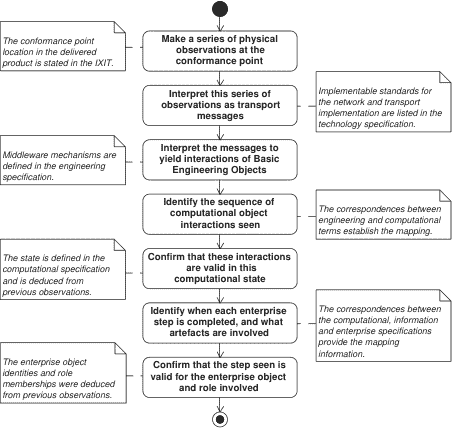 Make a series of physical
observations at the
conformance point
The conformance point
location in the delivered
product is stated in the IXIT.
Interpret this series of
observations as transport
messages
Implementable standards for
the network and transport
implementation are listed in the
technology specification.
Interpret the messages to
yield interactions of Basic
Engineering Objects
Middleware mechanisms are
defined in the engineering
specification.
Identify the sequence of
computational object
interactions seen
The correspondences between
engineering and computational
terms establish the mapping.
Confirm that these interactions
are valid in this
computational state
The state is defined in the
computational specification
and is deduced from
previous observations.
Identify when each enterprise
step is completed, and what
artefacts are involved
The correspondences between
the computational, information
and enterprise specifications
provide the mapping
information.
Confirm that the step seen is
valid for the enterprise object
and role involved
The enterprise object
identities and role
memberships were deduced
from previous observations.